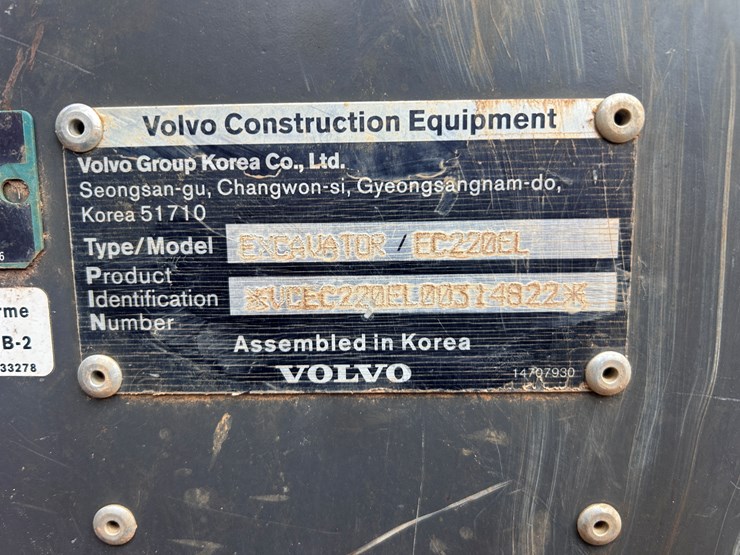 Volvo Construction Equipment
Volvo Group Korea Co., Ltd.
Seongsan-gu, Changwon-si, Gyeongsangnam-do,
Korea 51710
Type/Model EXCAVATOR / EC220EL
Product
Identification *VCEC220EL00314822*
Number
Assembled in Korea
VOLVO
14707930
rme
B-2
33278